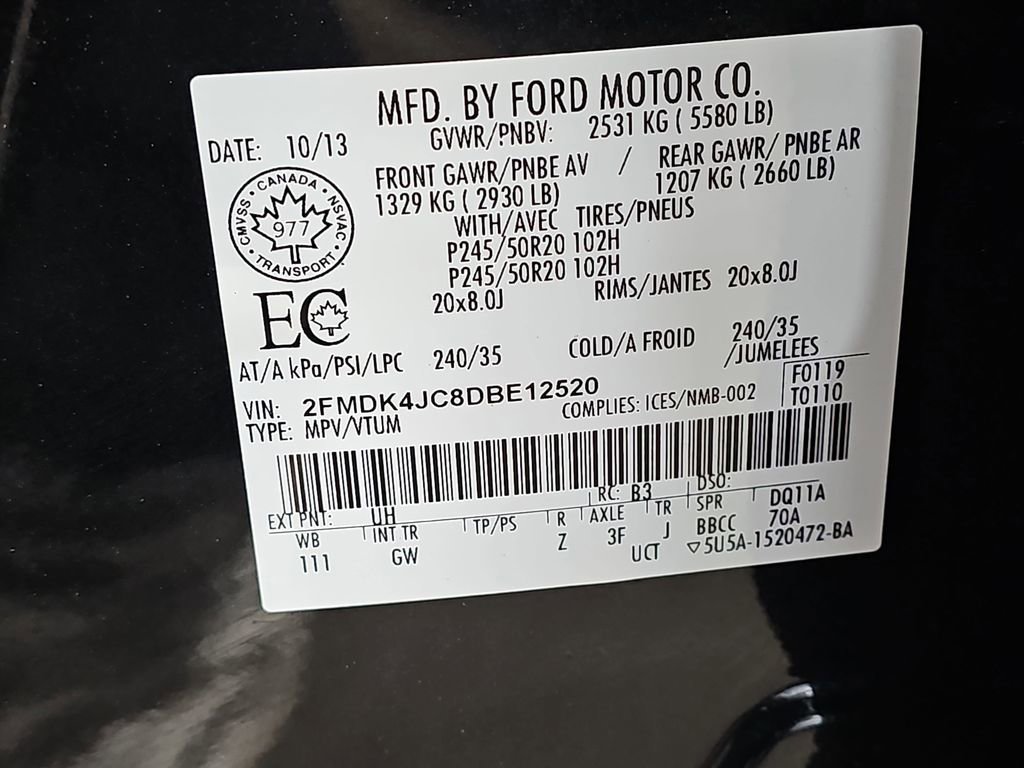 MFD. BY FORD MOTOR CO.
DATE: 10/13
GVWR/PNBV: 2531 KG ( 5580 LB)
FRONT GAWR/PNBE AV / REAR GAWR/ PNBE AR
1329 KG ( 2930 LB) 1207 KG ( 2660 LB)
WITH/AVEC TIRES/PNEUS
P245/50R20 102H
P245/50R20 102H
20x8.0J RIMS/JANTES 20x8.0J
CANADA
CMVSS NSVAC
977
TRANSPORT
EC
AT/A kPa/PSI/LPC 240/35 COLD/A FROID 240/35
/JUMELEES
VIN: 2FMDK4JC8DBE12520
F0119
TYPE: MPV/VTUM COMPLIES: ICES/NMB-002 T0110
EXT PNT: UH RC: B3 DSO:
WB INT TR TP/PS R AXLE TR SPR DQ11A
111 GW Z 3F J BBCC 70A
UCT ▽5U5A-1520472-BA